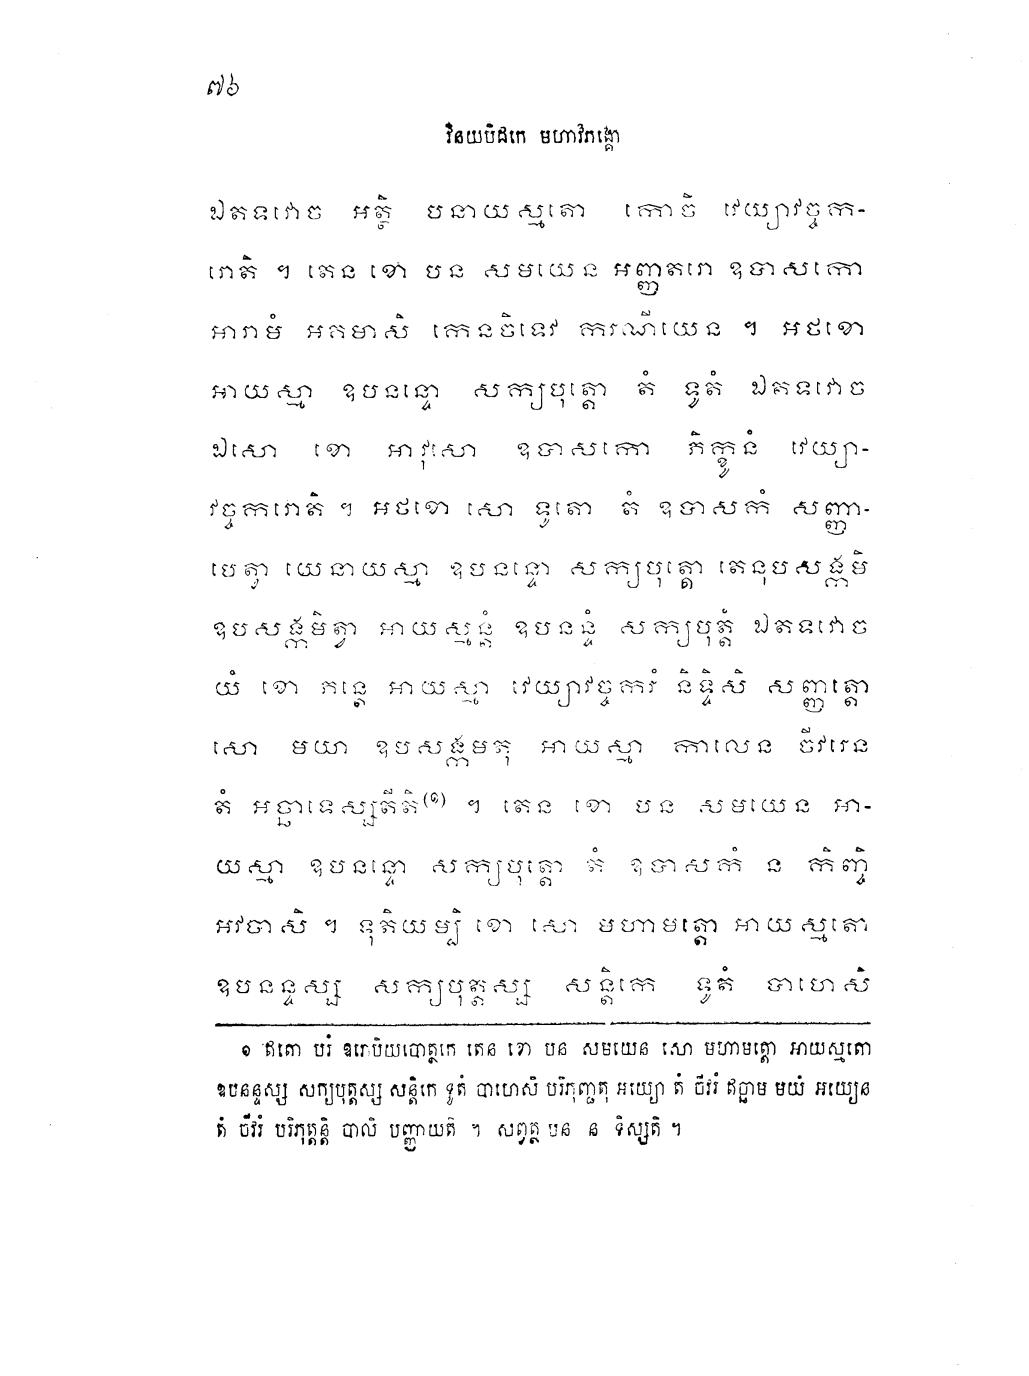 ៧៦
វិនយបិដកេ មហាវិភង្គោ
ឯតទវោច អត្ថិ បនាយស្មតោ កោចិ វេយ្យាវច្ចក-
រោតិ ។ តេន ខោ បន សមយេន អញ្ញតរោ ឧបាសកោ
អារាមំ អគមាសិ កេនចិទេវ ករណីយេន ។ អថខោ
អាយស្មា ឧបនន្ទោ សក្យបុត្តោ តំ ទូតំ ឯតទវោច
ឯសោ ខោ អាវុសោ ឧបាសកោ ភិក្ខូនំ វេយ្យា-
វច្ចករោតិ ។ អថខោ សោ ទូតោ តំ ឧបាសកំ សញ្ញា-
បេត្វា យេនាយស្មា ឧបនន្ទោ សក្យបុត្តោ តេនុបសង្កមិ
ឧបសង្កមិត្វា អាយស្មន្តំ ឧបនន្ទំ សក្យបុត្តំ ឯតទវោច
យំ ខោ ភន្តេ អាយស្មា វេយ្យាវច្ចករំ និទ្ទិសិ សញ្ញត្តោ
សោ មយា ឧបសង្កមតុ អាយស្មា កាលេន ចីវរេន
តំ អច្ឆាទេស្សតីតិ(១) ។ តេន ខោ បន សមយេន អា-
យស្មា ឧបនន្ទោ សក្យបុត្តោ តំ ឧបាសកំ ន កិញ្ចិ
អវចាសិ ។ ទុតិយម្បិ ខោ សោ មហាមត្តោ អាយស្មតោ
ឧបនន្ទស្ស សក្យបុត្តស្ស សន្តិកេ ទូតំ បាហេសិ
១ ឥតោ បរំ ឱរោបិយបោត្ថកេ តេន ខោ បន សមយេន សោ មហាមត្តោ អាយស្មតោ
ឧបនន្ទស្ស សក្យបុត្តស្ស សន្តិកេ ទូតំ បាហេសិ បរិភុញ្ជតុ អយ្យោ តំ ចីវរំ ឥច្ឆាម មយំ អយ្យេន
តំ ចីវរំ បរិភុត្តន្តិ បាលិ បញ្ញាយតិ ។ សព្វត្ថ បន ន ទិស្សតិ ។